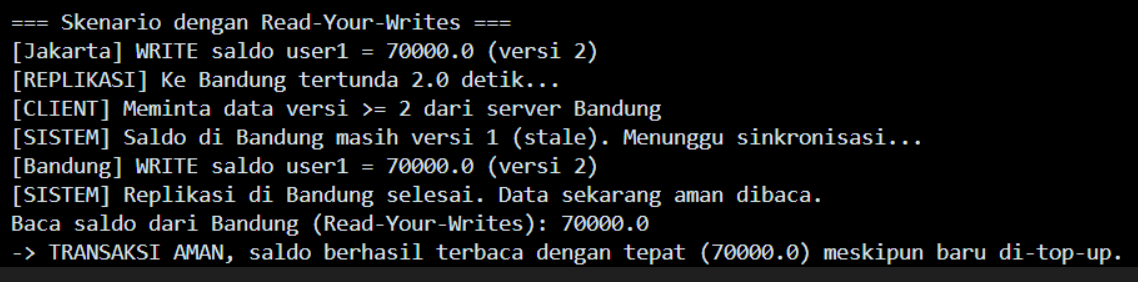 === Skenario dengan Read-Your-Writes ===
[Jakarta] WRITE saldo user1 = 70000.0 (versi 2)
[REPLIKASI] Ke Bandung tertunda 2.0 detik...
[CLIENT] Meminta data versi >= 2 dari server Bandung
[SISTEM] Saldo di Bandung masih versi 1 (stale). Menunggu sinkronisasi...
[Bandung] WRITE saldo user1 = 70000.0 (versi 2)
[SISTEM] Replikasi di Bandung selesai. Data sekarang aman dibaca.
Baca saldo dari Bandung (Read-Your-Writes): 70000.0
-> TRANSAKSI AMAN, saldo berhasil terbaca dengan tepat (70000.0) meskipun baru di-top-up.